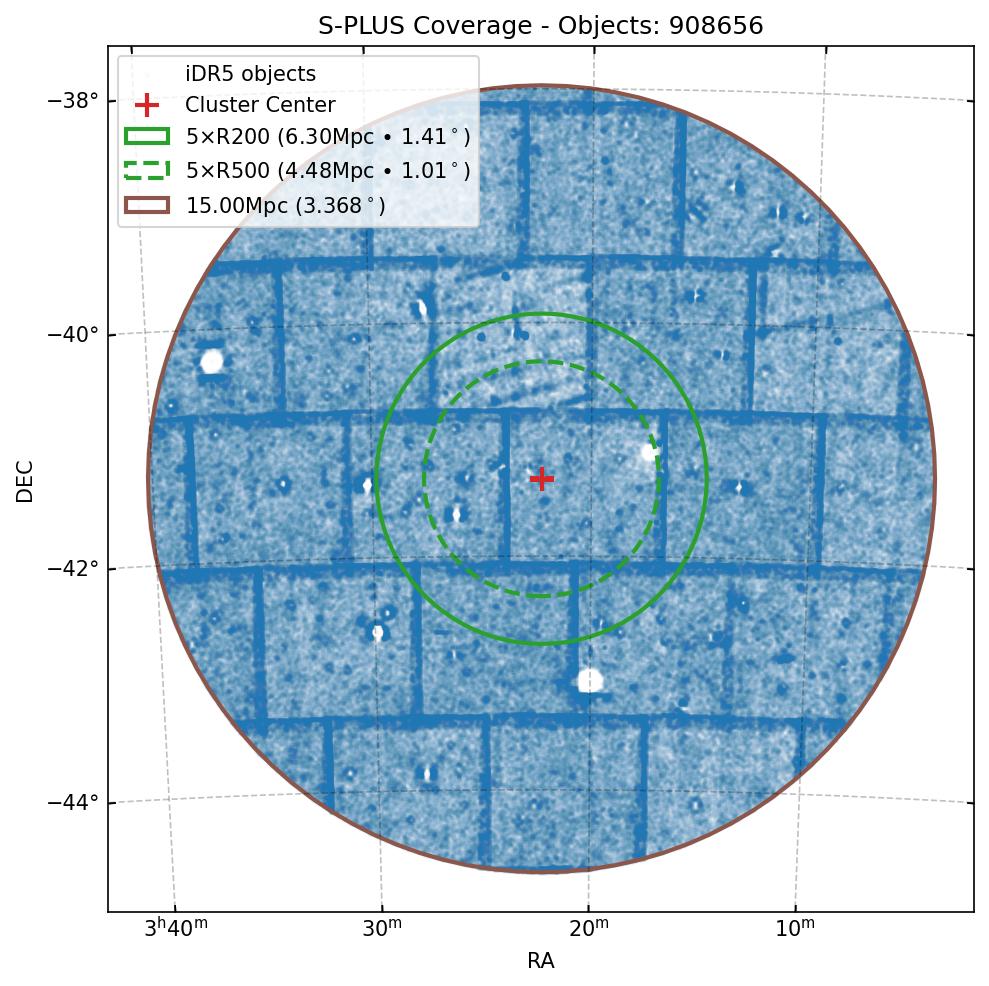 S-PLUS Coverage - Objects: 908656
iDR5 objects
Cluster Center
5×R200 (6.30Mpc • 1.41°)
5×R500 (4.48Mpc • 1.01°)
15.00Mpc (3.368°)
−38°
−40°
−42°
−44°
DEC
3ʰ40ᵐ 30ᵐ 20ᵐ 10ᵐ
RA